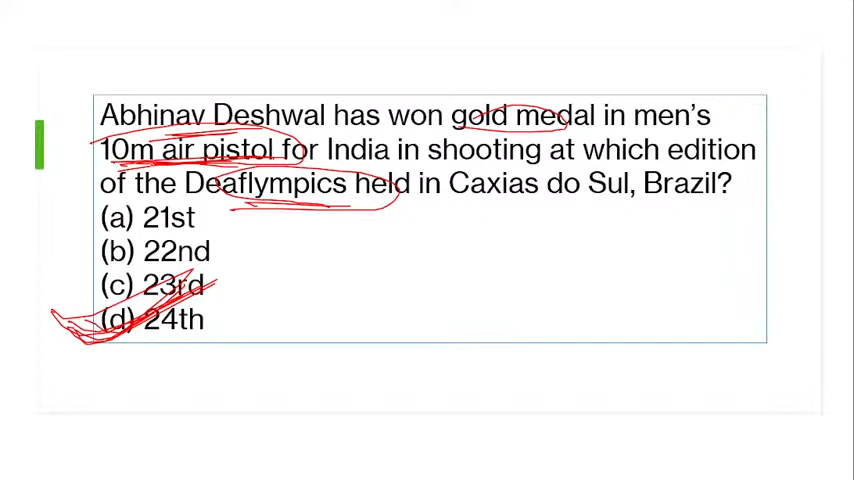 Abhinav Deshwal has won gold medal in men's
10m air pistol for India in shooting at which edition
of the Deaflympics held in Caxias do Sul, Brazil?
(a) 21st
(b) 22nd
(c) 23rd
(d) 24th